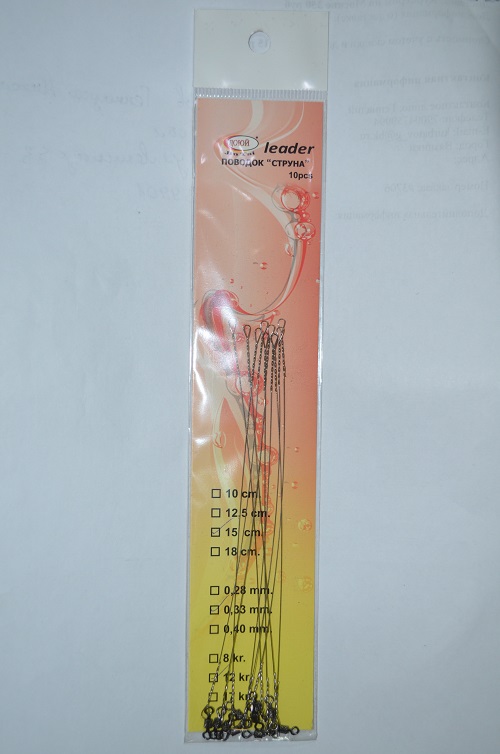 leader
ПОВОДОК "СТРУНА"
10pcs
10 cm.
12.5 cm.
15 cm.
18 cm.
0,28 mm.
0,33 mm.
0,40 mm.
8 kr.
12 kr.
kr.